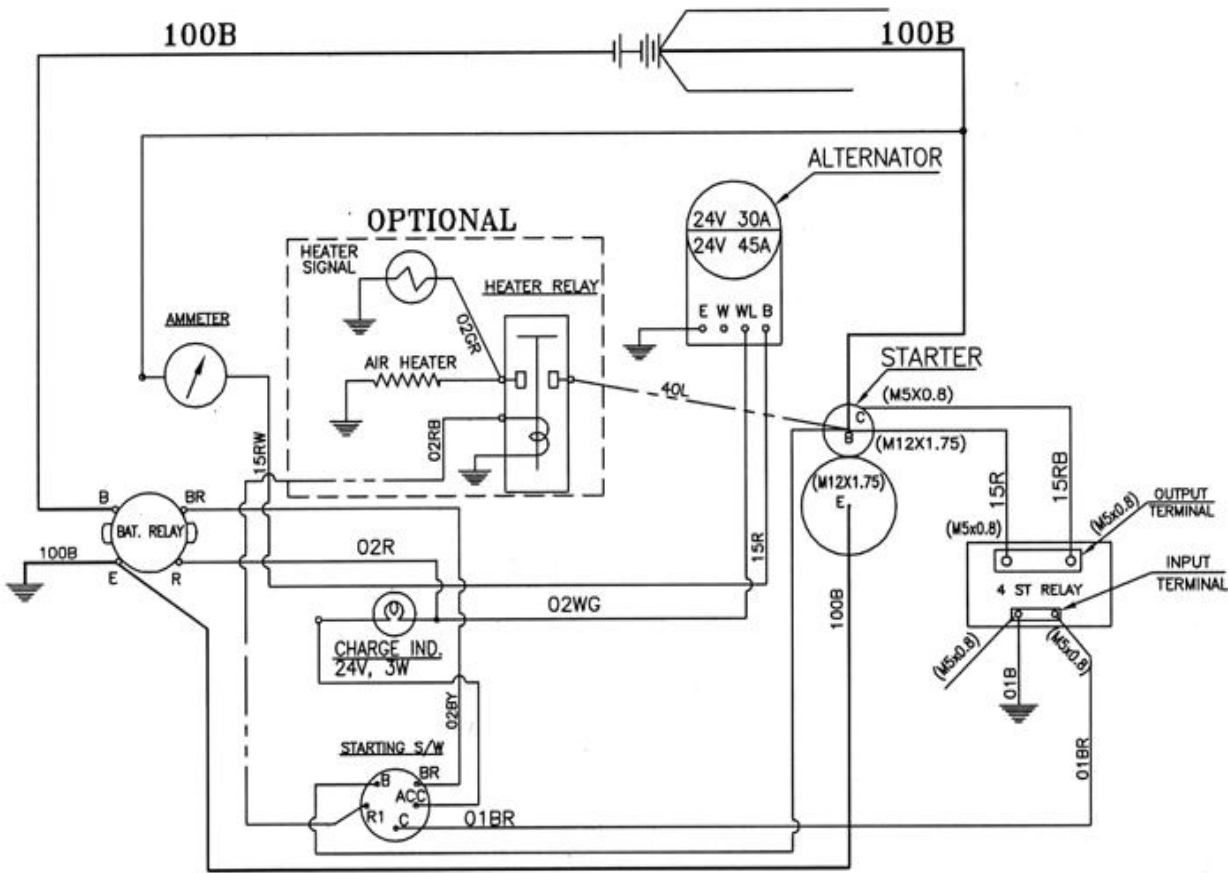 100B
100B
ALTERNATOR
24V 30A
24V 45A
E W WL B
OPTIONAL
HEATER
SIGNAL
HEATER RELAY
02GR
AIR HEATER
02RB
AMMETER
15RW
40L
STARTER
(M5X0.8)
C
B
(M12X1.75)
(M12X1.75)
E
15R
15RB
(M5x0.8)
(M5x0.8)
OUTPUT
TERMINAL
4 ST RELAY
INPUT
TERMINAL
(M5x0.8)
(M5x0.8)
01B
01BR
B
BR
BAT. RELAY
100B
E
R
02R
15R
02WG
100B
CHARGE IND.
24V, 3W
02BY
STARTING S/W
B
BR
ACC
R1
C
01BR